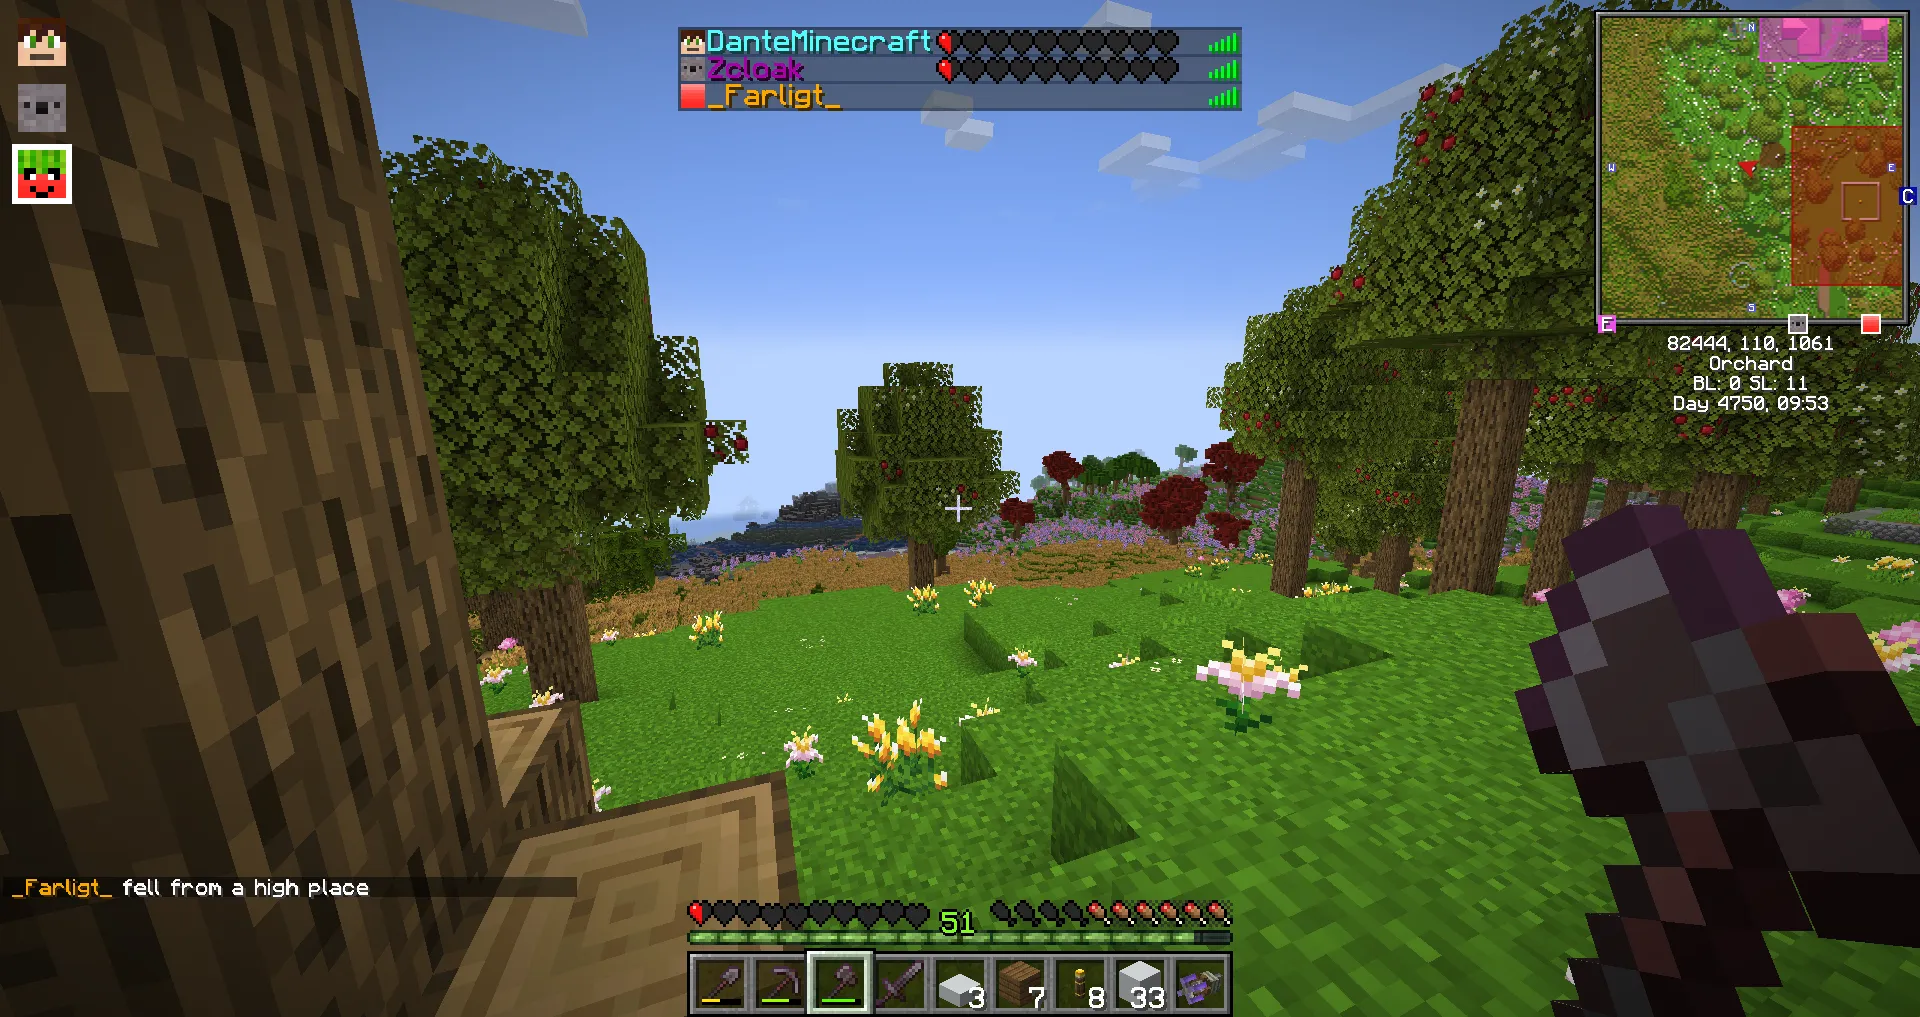 DanteMinecraft
Zcloak
_Farligt_
N
W
E
C
S
E
82444, 110, 1061
Orchard
BL: 0 SL: 11
Day 4750, 09:53
_Farligt_ fell from a high place
51
3
7
8
33